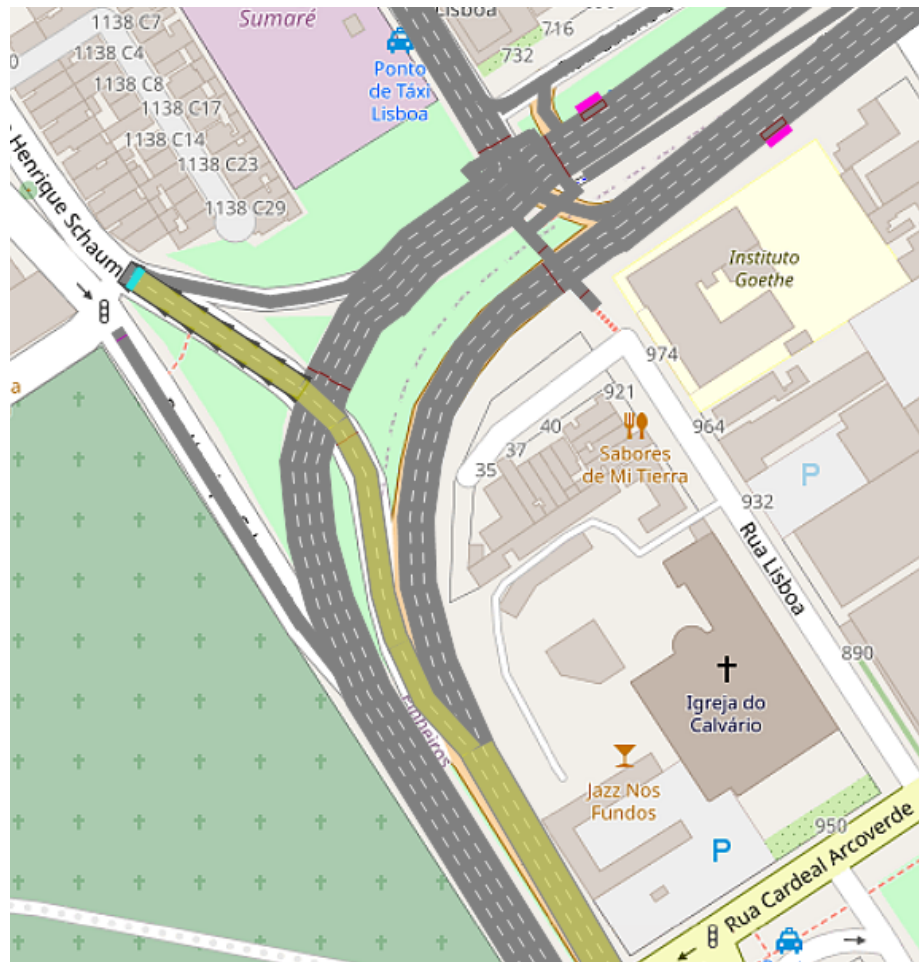 Sumaré
Lisboa
716
732
1138 C7
1138 C4
1138 C8
1138 C17
1138 C14
1138 C23
1138 C29
Ponto
de Táxi
Lisboa
Henrique Schaum
Instituto
Goethe
974
921
964
40
37
35
Sabores
de Mi Tierra
P
932
Rua Lisboa
890
Igreja do
Calvário
Pinheiros
Jazz Nos
Fundos
P
950
Rua Cardeal Arcoverde
a